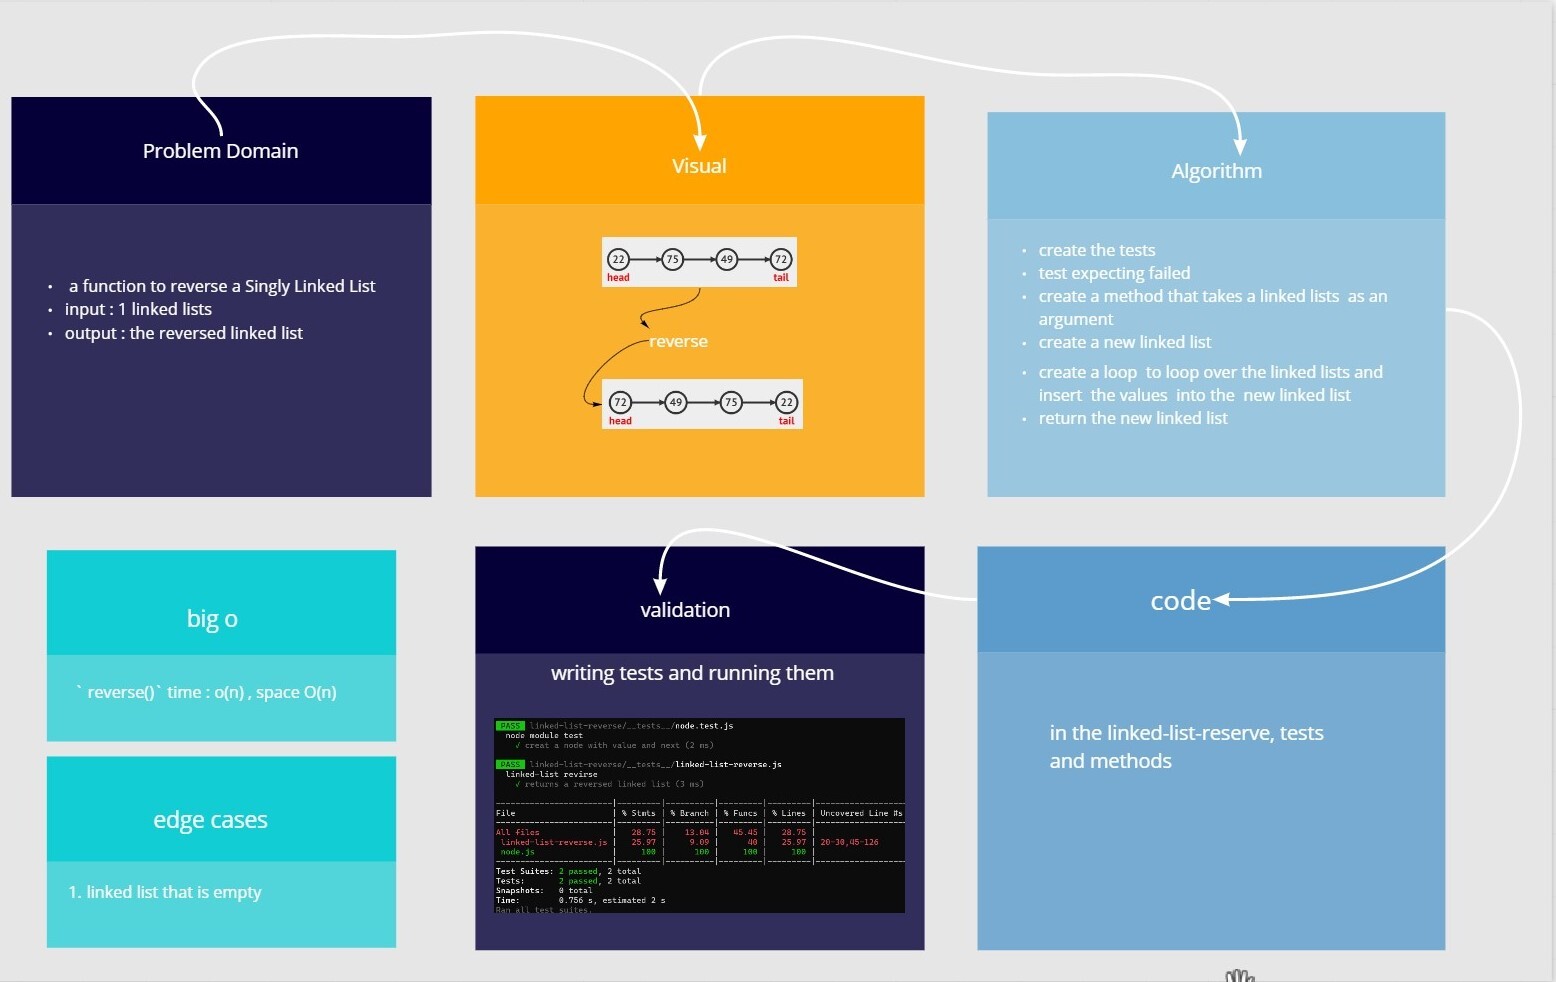 Problem Domain
• a function to reverse a Singly Linked List
• input : 1 linked lists
• output : the reversed linked list
Visual
22 75 49 72
head tail
reverse
72 49 75 22
head tail
Algorithm
• create the tests
• test expecting failed
• create a method that takes a linked lists as an
argument
• create a new linked list
• create a loop to loop over the linked lists and
insert the values into the new linked list
• return the new linked list
big o
` reverse()` time : o(n) , space O(n)
edge cases
1. linked list that is empty
validation
writing tests and running them
PASS linked-list-reverse/__tests__/node.test.js
node module test
√ creat a node with value and next (2 ms)
PASS linked-list-reverse/__tests__/linked-list-reverse.js
linked-list revirse
√ returns a reversed linked list (3 ms)
File | % Stmts | % Branch | % Funcs | % Lines | Uncovered Line #s
All files | 28.75 | 13.04 | 45.45 | 28.75 |
linked-list-reverse.js | 25.97 | 9.09 | 40 | 25.97 | 20-30,45-126
node.js | 100 | 100 | 100 | 100 |
Test Suites: 2 passed, 2 total
Tests: 2 passed, 2 total
Snapshots: 0 total
Time: 0.756 s, estimated 2 s
Ran all test suites.
code
in the linked-list-reserve, tests
and methods